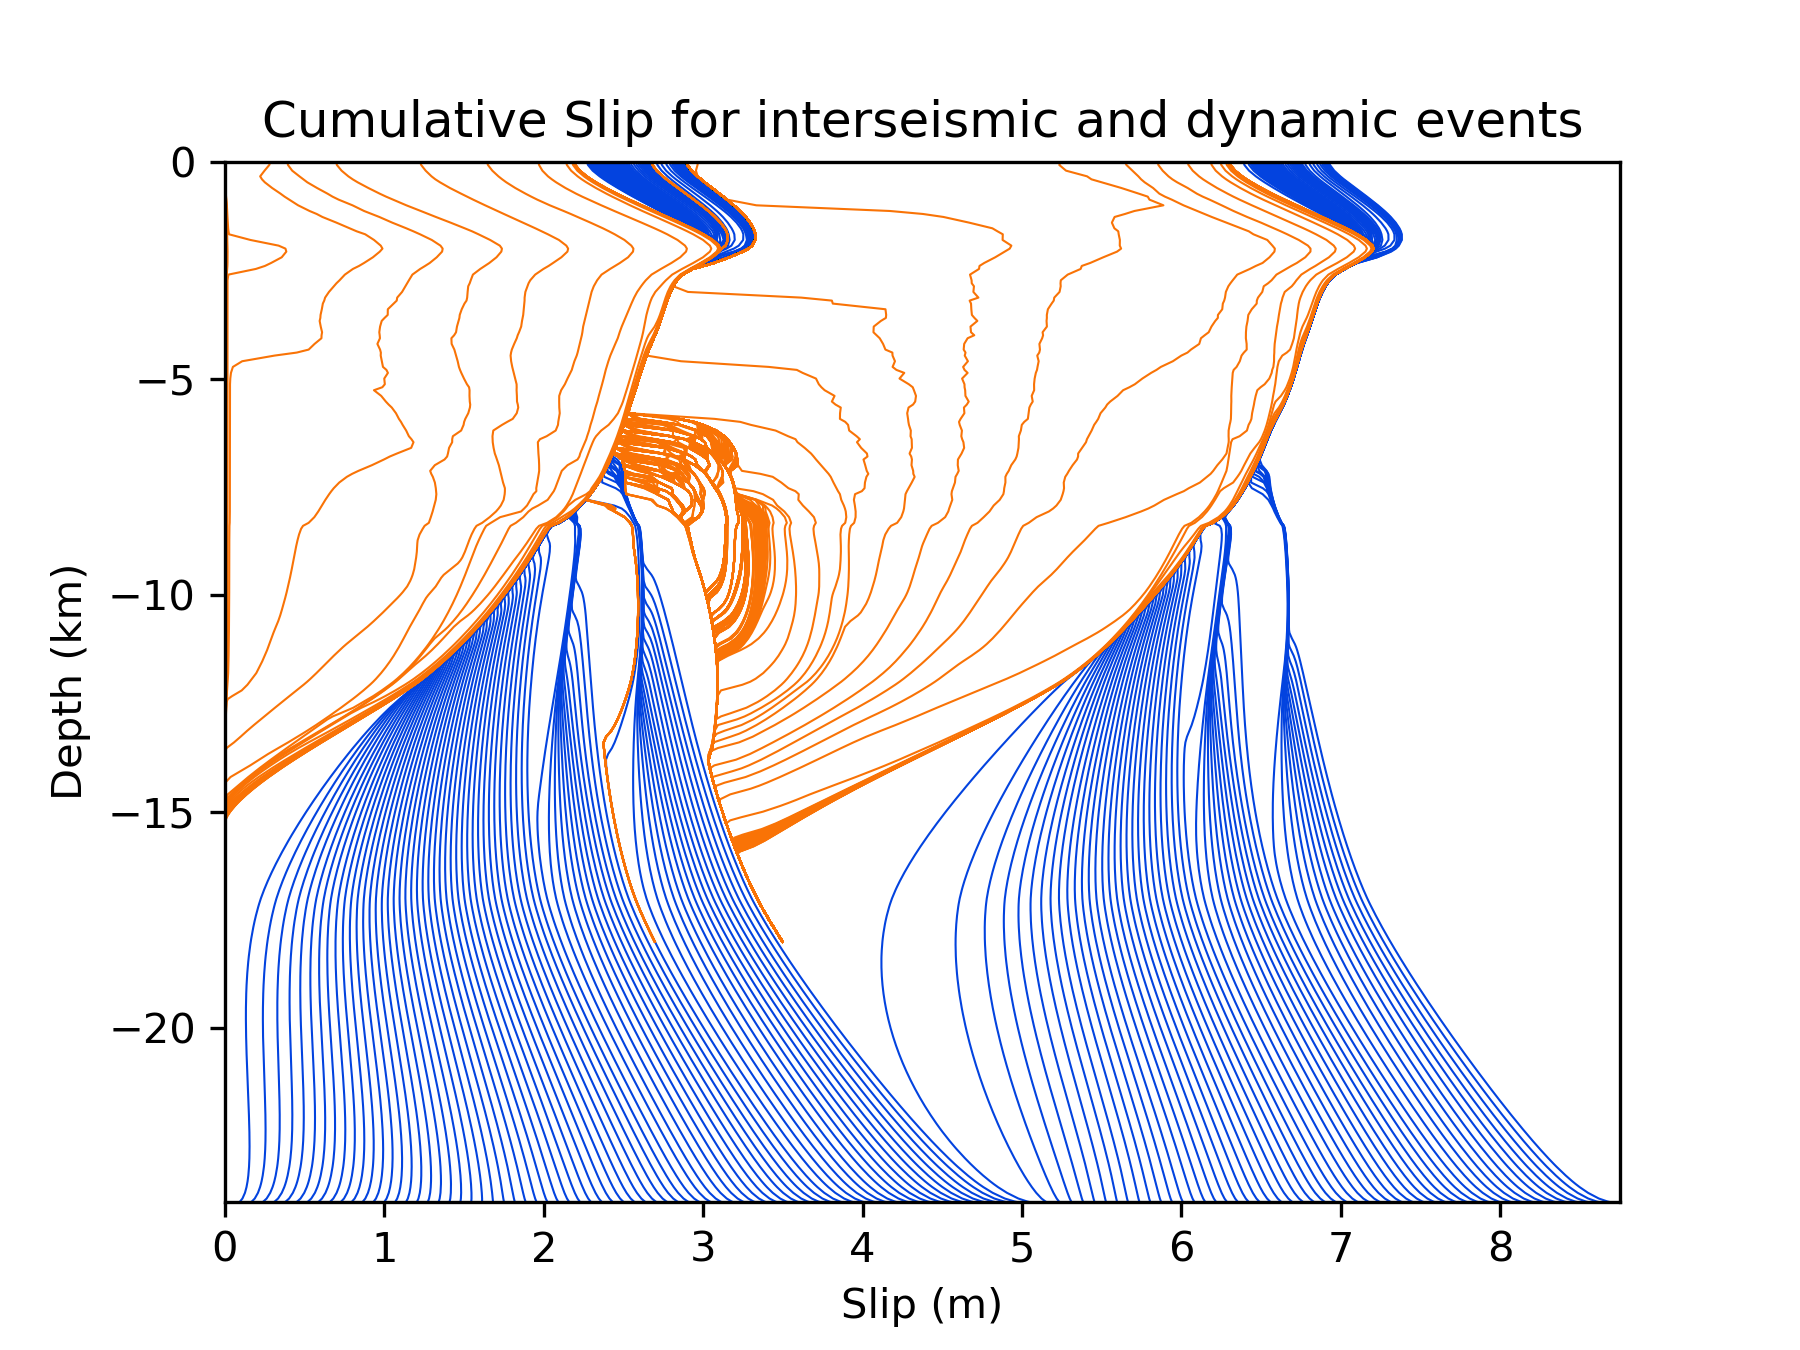 Cumulative Slip for interseismic and dynamic events
0
−5
−10
−15
−20
Depth (km)
0 1 2 3 4 5 6 7 8
Slip (m)